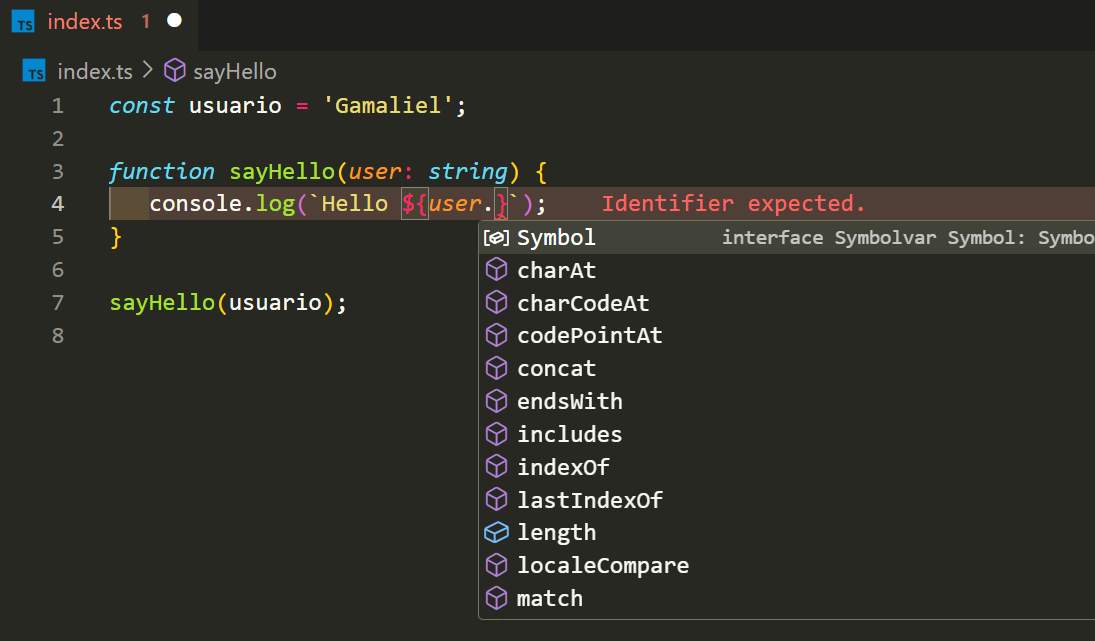 TS index.ts 1
TS index.ts > sayHello
1 const usuario = 'Gamaliel';
2
3 function sayHello(user: string) {
4 console.log(`Hello ${user.}`); Identifier expected.
5 }
6
7 sayHello(usuario);
8
Symbol interface Symbolvar Symbol: Symbo
charAt
charCodeAt
codePointAt
concat
endsWith
includes
indexOf
lastIndexOf
length
localeCompare
match